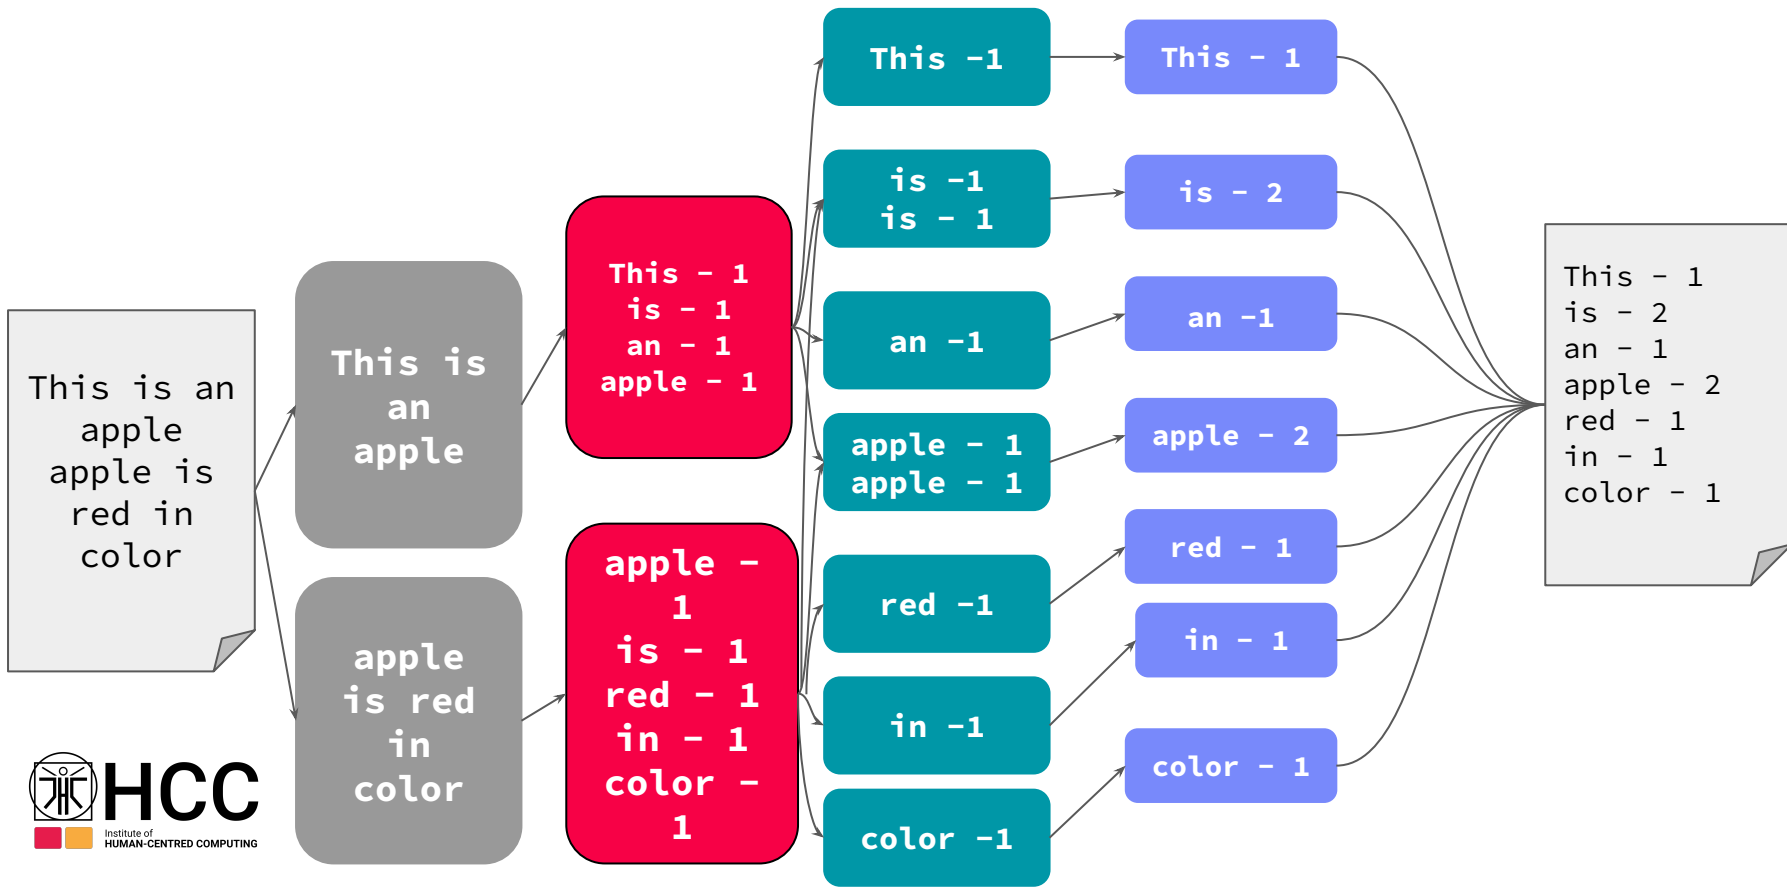 This is an
apple
apple is
red in
color
This is
an
apple
apple
is red
in
color
This - 1
is - 1
an - 1
apple - 1
apple -
1
is - 1
red - 1
in - 1
color -
1
This -1
is -1
is - 1
an -1
apple - 1
apple - 1
red -1
in -1
color -1
This - 1
is - 2
an -1
apple - 2
red - 1
in - 1
color - 1
This - 1
is - 2
an - 1
apple - 2
red - 1
in - 1
color - 1
HCC
Institute of
HUMAN-CENTRED COMPUTING